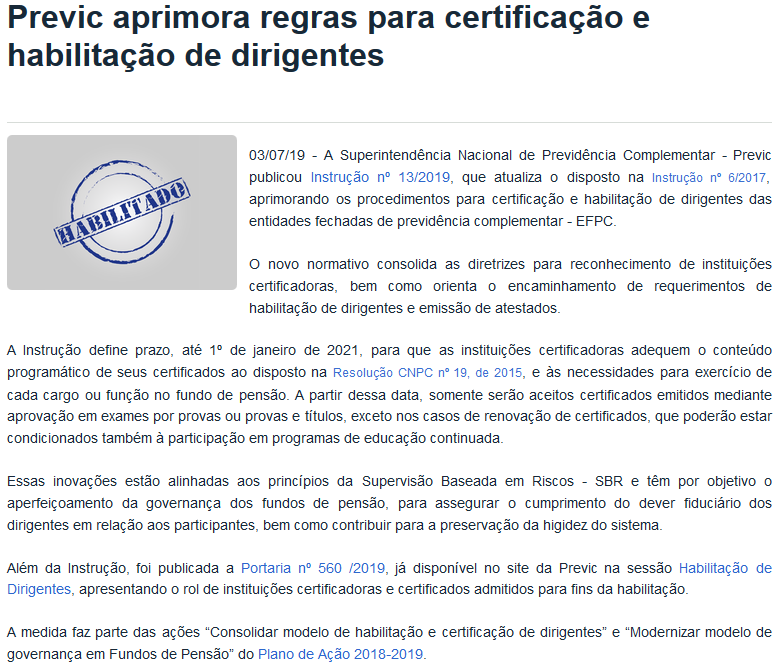 Previc aprimora regras para certificação e
habilitação de dirigentes
HABILITADO
03/07/19 - A Superintendência Nacional de Previdência Complementar - Previc
publicou Instrução nº 13/2019, que atualiza o disposto na Instrução nº 6/2017,
aprimorando os procedimentos para certificação e habilitação de dirigentes das
entidades fechadas de previdência complementar - EFPC.
O novo normativo consolida as diretrizes para reconhecimento de instituições
certificadoras, bem como orienta o encaminhamento de requerimentos de
habilitação de dirigentes e emissão de atestados.
A Instrução define prazo, até 1º de janeiro de 2021, para que as instituições certificadoras adequem o conteúdo
programático de seus certificados ao disposto na Resolução CNPC nº 19, de 2015, e às necessidades para exercício de
cada cargo ou função no fundo de pensão. A partir dessa data, somente serão aceitos certificados emitidos mediante
aprovação em exames por provas ou provas e títulos, exceto nos casos de renovação de certificados, que poderão estar
condicionados também à participação em programas de educação continuada.
Essas inovações estão alinhadas aos princípios da Supervisão Baseada em Riscos - SBR e têm por objetivo o
aperfeiçoamento da governança dos fundos de pensão, para assegurar o cumprimento do dever fiduciário dos
dirigentes em relação aos participantes, bem como contribuir para a preservação da higidez do sistema.
Além da Instrução, foi publicada a Portaria nº 560 /2019, já disponível no site da Previc na sessão Habilitação de
Dirigentes, apresentando o rol de instituições certificadoras e certificados admitidos para fins da habilitação.
A medida faz parte das ações “Consolidar modelo de habilitação e certificação de dirigentes” e “Modernizar modelo de
governança em Fundos de Pensão” do Plano de Ação 2018-2019.